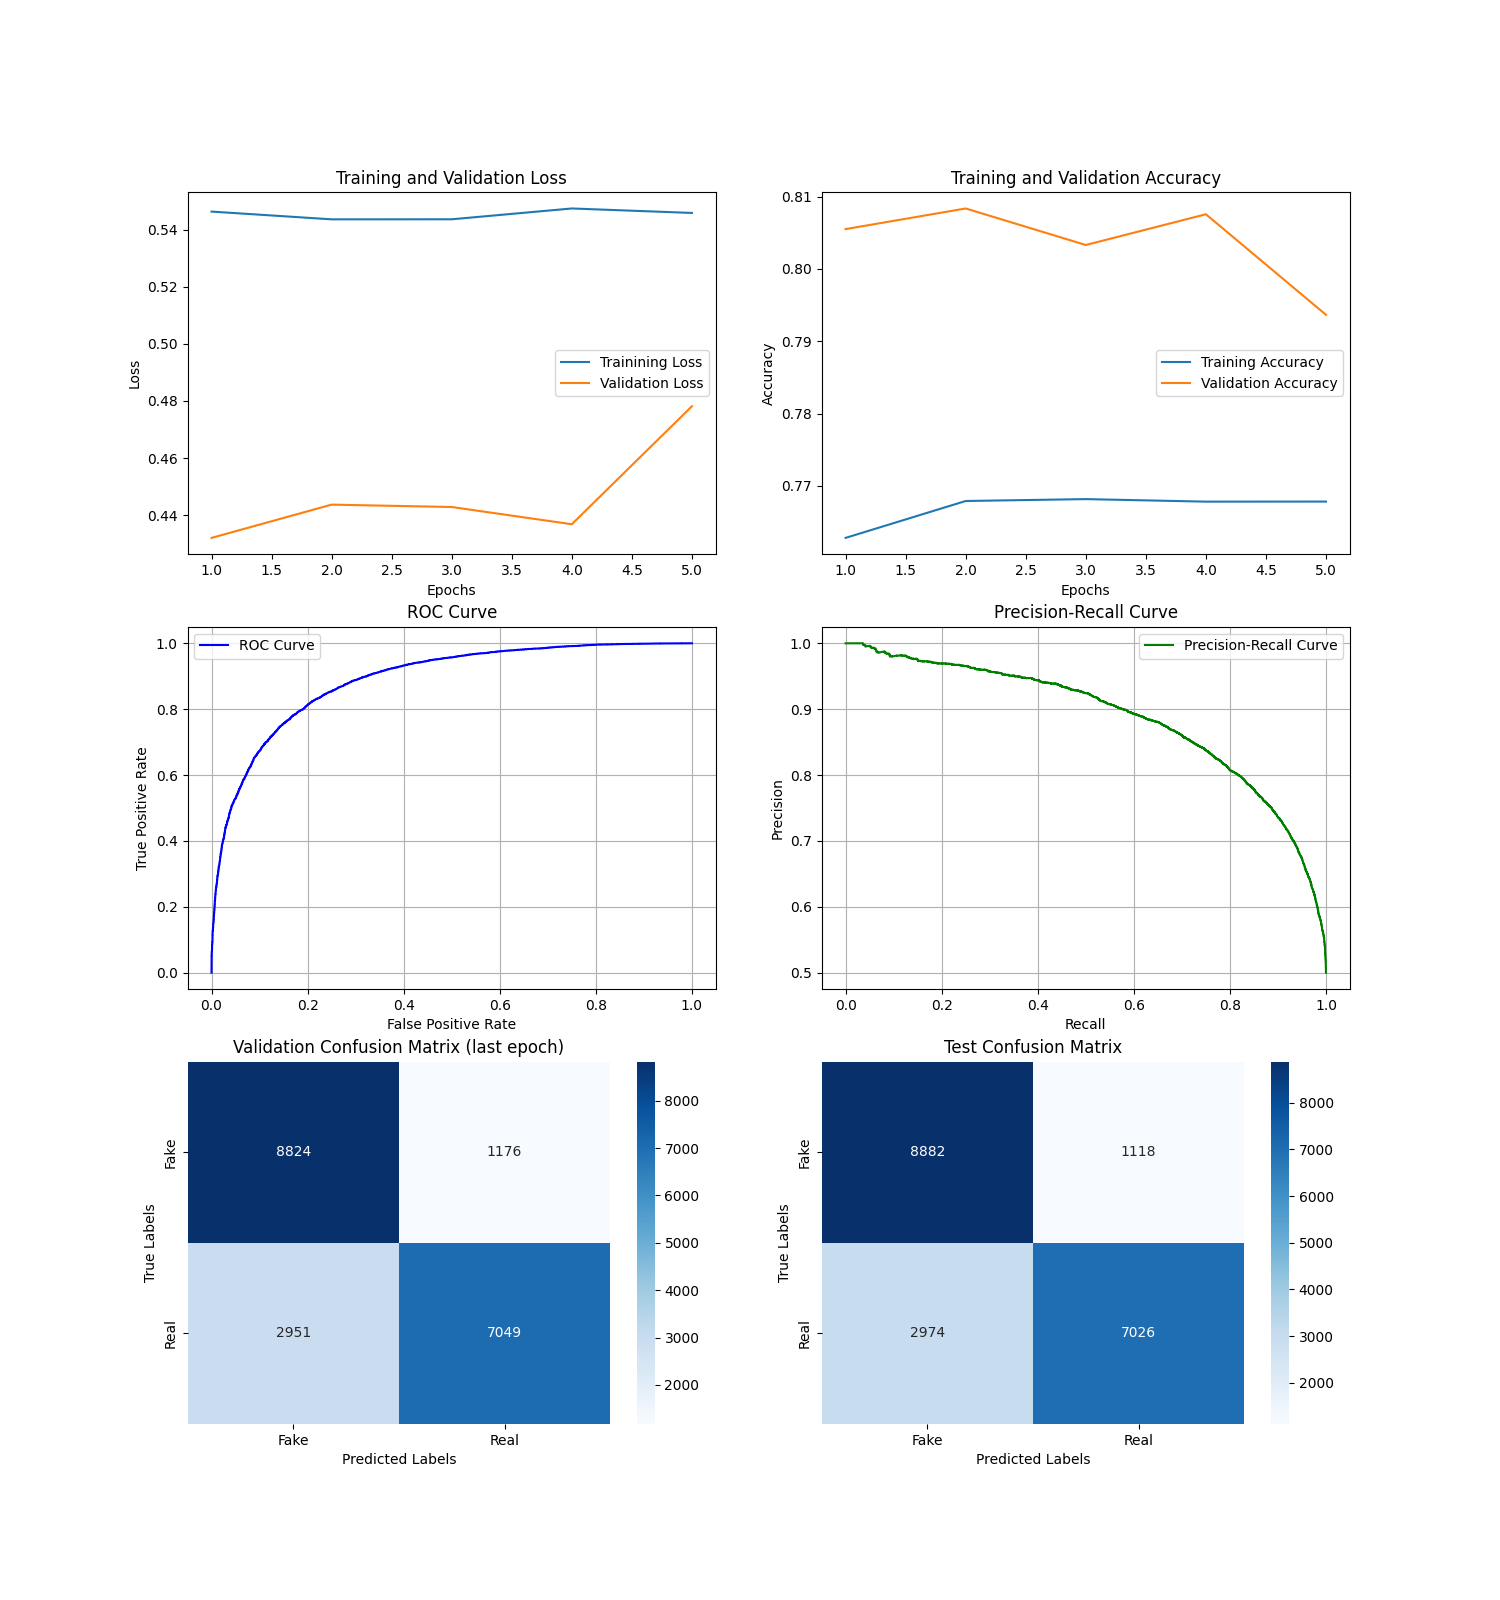 Training and Validation Loss
Loss
0.54
0.52
0.50
0.48
0.46
0.44
Trainining Loss
Validation Loss
1.0 1.5 2.0 2.5 3.0 3.5 4.0 4.5 5.0
Epochs
Training and Validation Accuracy
Accuracy
0.81
0.80
0.79
0.78
0.77
Training Accuracy
Validation Accuracy
1.0 1.5 2.0 2.5 3.0 3.5 4.0 4.5 5.0
Epochs
ROC Curve
True Positive Rate
1.0
0.8
0.6
0.4
0.2
0.0
ROC Curve
0.0 0.2 0.4 0.6 0.8 1.0
False Positive Rate
Precision-Recall Curve
Precision
1.0
0.9
0.8
0.7
0.6
0.5
Precision-Recall Curve
0.0 0.2 0.4 0.6 0.8 1.0
Recall
Validation Confusion Matrix (last epoch)
True Labels
Fake
8824 1176
Real
2951 7049
Fake Real
Predicted Labels
8000
7000
6000
5000
4000
3000
2000
Test Confusion Matrix
True Labels
Fake
8882 1118
Real
2974 7026
Fake Real
Predicted Labels
8000
7000
6000
5000
4000
3000
2000